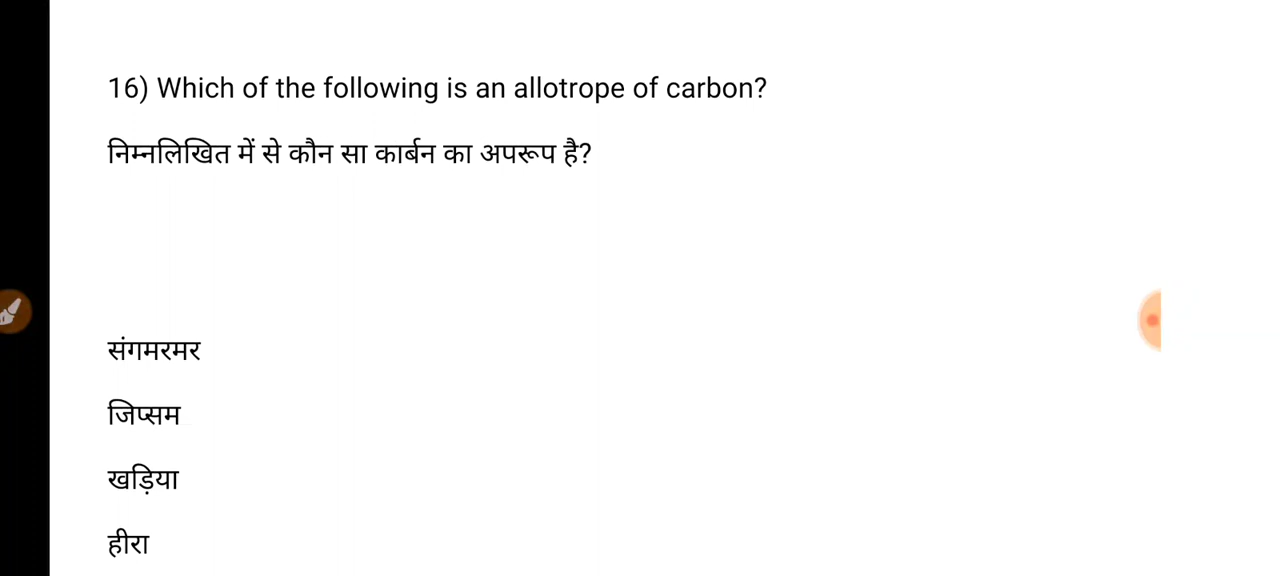 16) Which of the following is an allotrope of carbon?
निम्नलिखित में से कौन सा कार्बन का अपरूप है?
संगमरमर
जिप्सम
खड़िया
हीरा